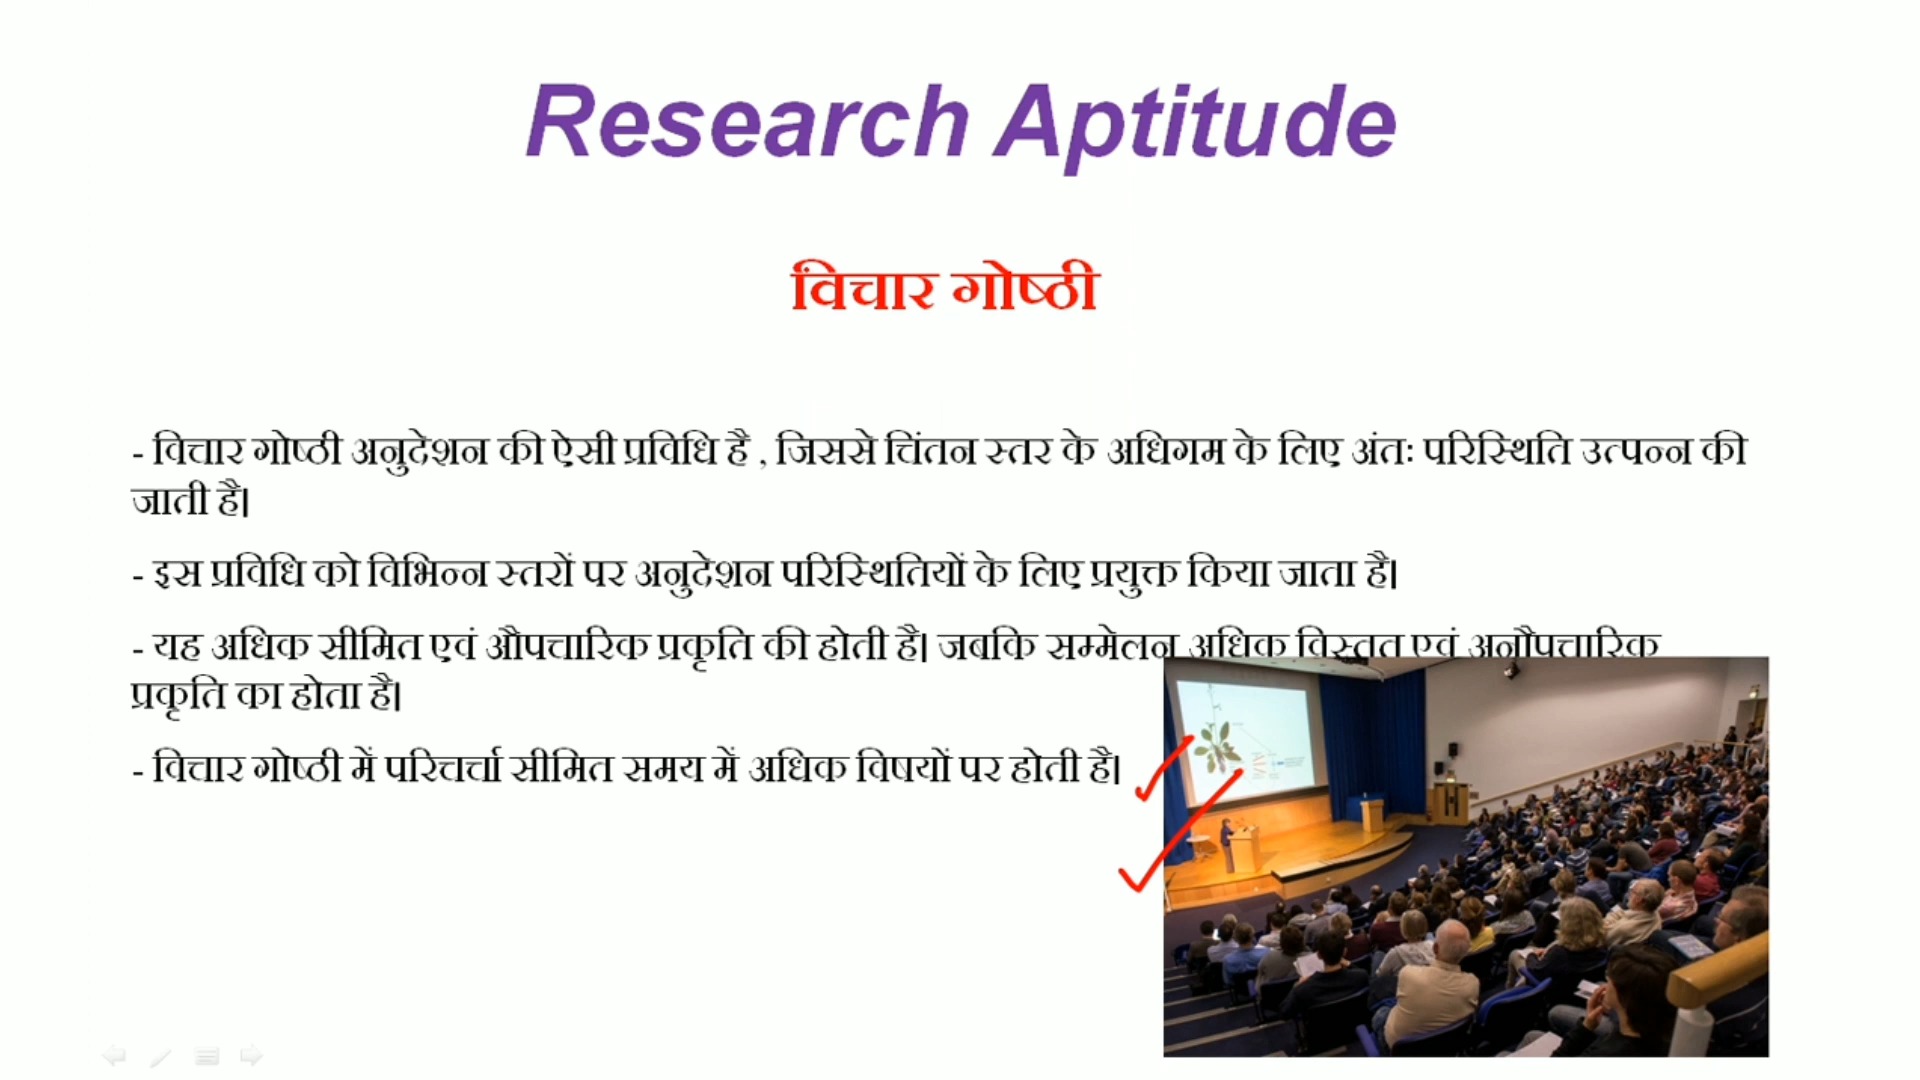 Research Aptitude
विचार गोष्ठी
- विचार गोष्ठी अनुदेशन की ऐसी प्रविधि है , जिससे चिंतन स्तर के अधिगम के लिए अंतः परिस्थिति उत्पन्न की
जाती है।
- इस प्रविधि को विभिन्न स्तरों पर अनुदेशन परिस्थितियों के लिए प्रयुक्त किया जाता है।
- यह अधिक सीमित एवं औपचारिक प्रकृति की होती है। जबकि सम्मेलन अधिक विस्तृत एवं अनौपचारिक
प्रकृति का होता है।
- विचार गोष्ठी में परिचर्चा सीमित समय में अधिक विषयों पर होती है।